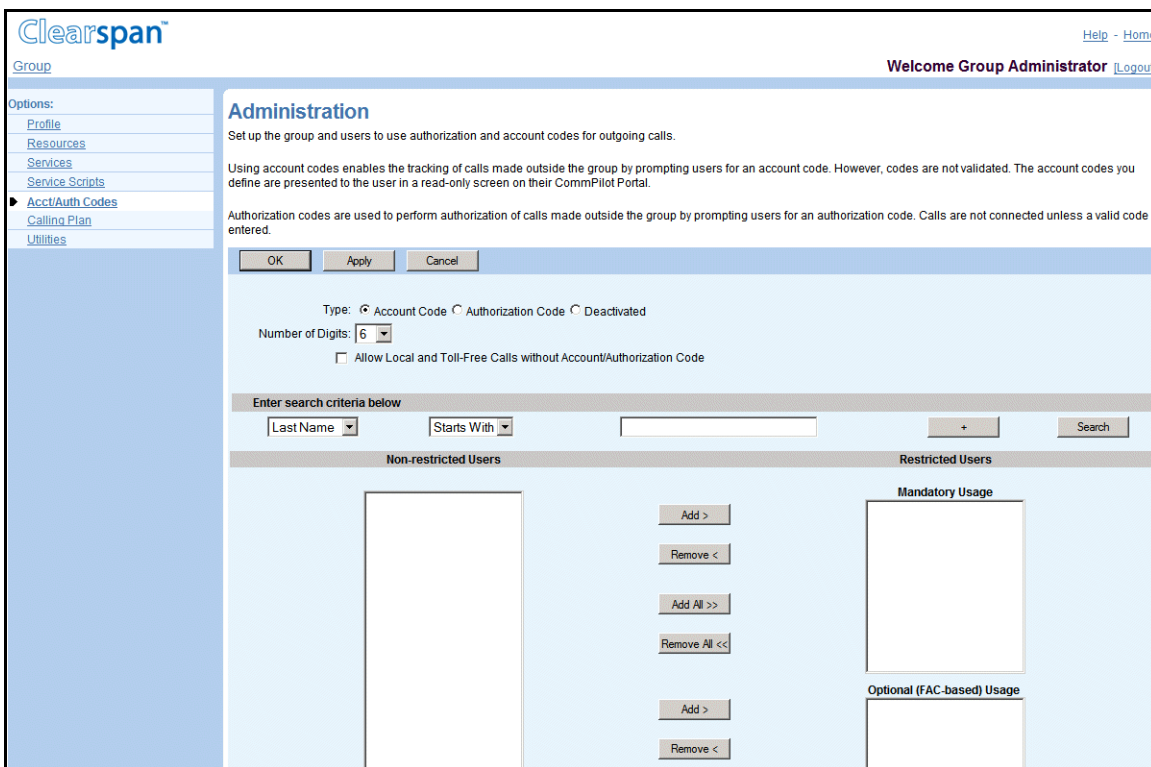 Clearspan™
Help - Home
Group
Welcome Group Administrator [Logout
Options:
Profile
Resources
Services
Service Scripts
Acct/Auth Codes
Calling Plan
Utilities
Administration
Set up the group and users to use authorization and account codes for outgoing calls.
Using account codes enables the tracking of calls made outside the group by prompting users for an account code. However, codes are not validated. The account codes you
define are presented to the user in a read-only screen on their CommPilot Portal.
Authorization codes are used to perform authorization of calls made outside the group by prompting users for an authorization code. Calls are not connected unless a valid code
entered.
OK Apply Cancel
Type: Account Code Authorization Code Deactivated
Number of Digits: 6
Allow Local and Toll-Free Calls without Account/Authorization Code
Enter search criteria below
Last Name Starts With + Search
Non-restricted Users Restricted Users
Mandatory Usage
Add >
Remove <
Add All >>
Remove All <<
Optional (FAC-based) Usage
Add >
Remove <